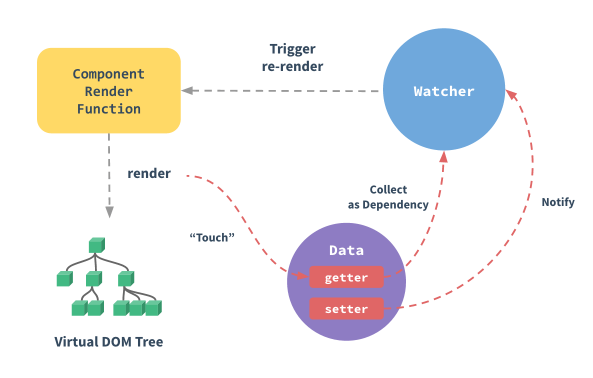 Trigger
re-render
Component
Render
Function
Watcher
render
Collect
as Dependency
Notify
“Touch”
Data
getter
setter
Virtual DOM Tree